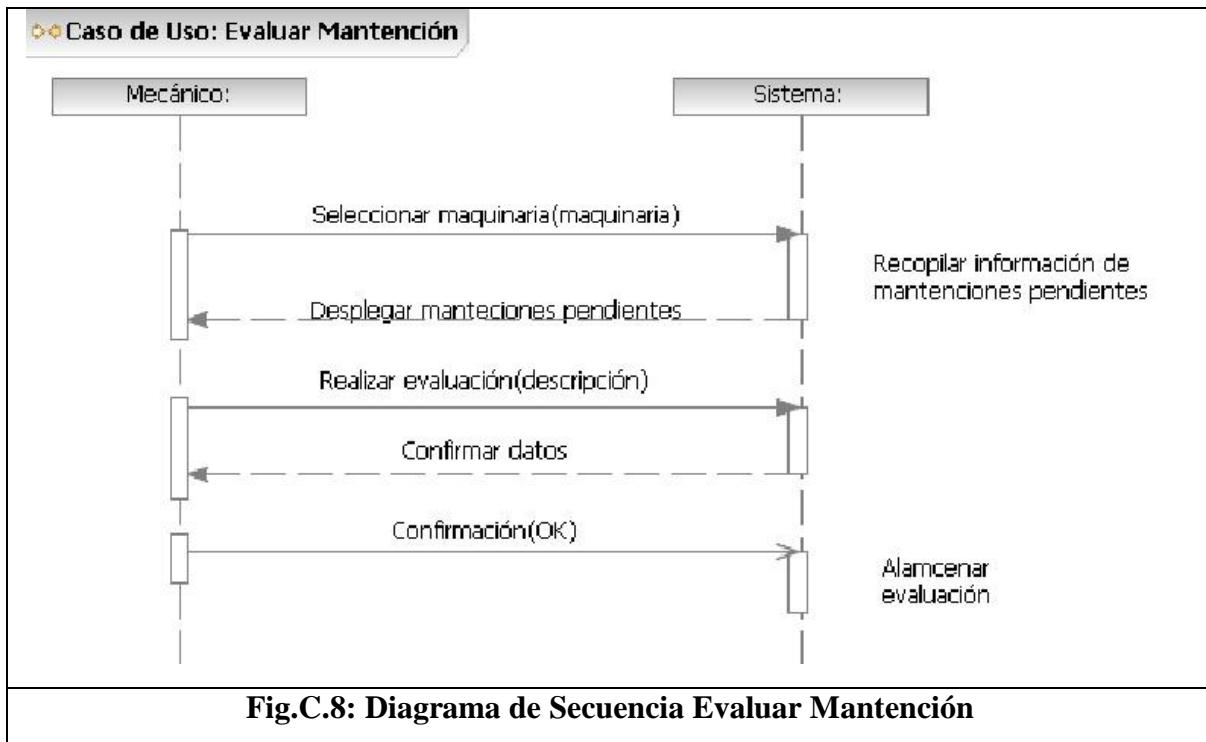 Caso de Uso: Evaluar Mantención
Mecánico:
Sistema:
Seleccionar maquinaria(maquinaria)
Recopilar información de
mantenciones pendientes
Desplegar manteciones pendientes
Realizar evaluación(descripción)
Confirmar datos
Confirmación(OK)
Alamcenar
evaluación
Fig.C.8: Diagrama de Secuencia Evaluar Mantención